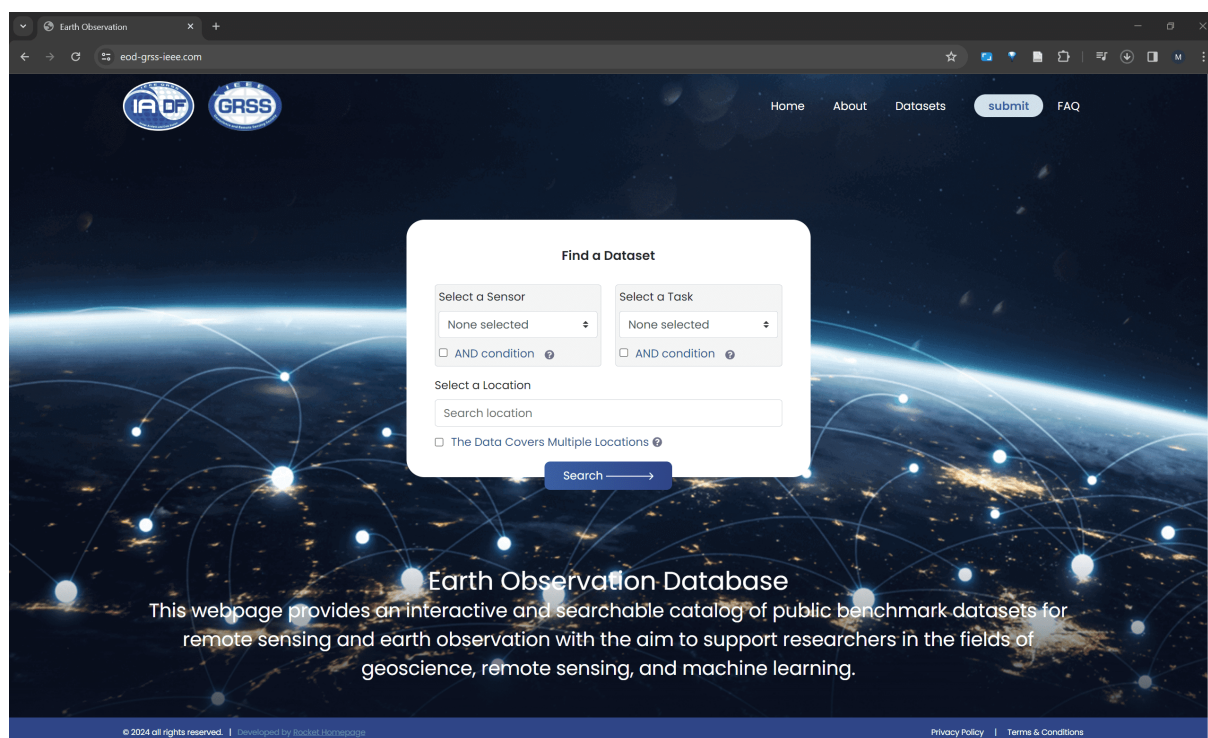 Earth Observation
eod-grss-ieee.com
M
IADF
IEEE
GRSS
Home About Datasets submit FAQ
Find a Dataset
Select a Sensor Select a Task
None selected None selected
AND condition ? AND condition ?
Select a Location
Search location
The Data Covers Multiple Locations ?
Search
Earth Observation Database
This webpage provides an interactive and searchable catalog of public benchmark datasets for
remote sensing and earth observation with the aim to support researchers in the fields of
geoscience, remote sensing, and machine learning.
© 2024 all rights reserved. | Developed by Rocket Homepage Privacy Policy | Terms & Conditions